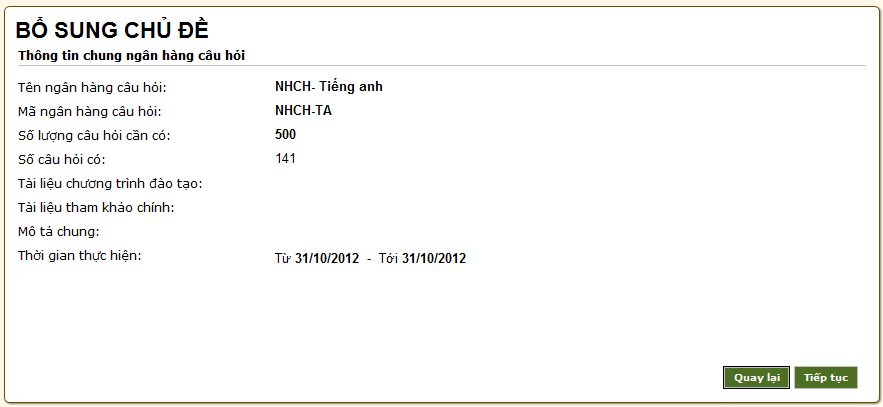 BỔ SUNG CHỦ ĐỀ
Thông tin chung ngân hàng câu hỏi
Tên ngân hàng câu hỏi: NHCH- Tiếng anh
Mã ngân hàng câu hỏi: NHCH-TA
Số lượng câu hỏi cần có: 500
Số câu hỏi có: 141
Tài liệu chương trình đào tạo:
Tài liệu tham khảo chính:
Mô tả chung:
Thời gian thực hiện: Từ 31/10/2012 - Tới 31/10/2012
Quay lại Tiếp tục